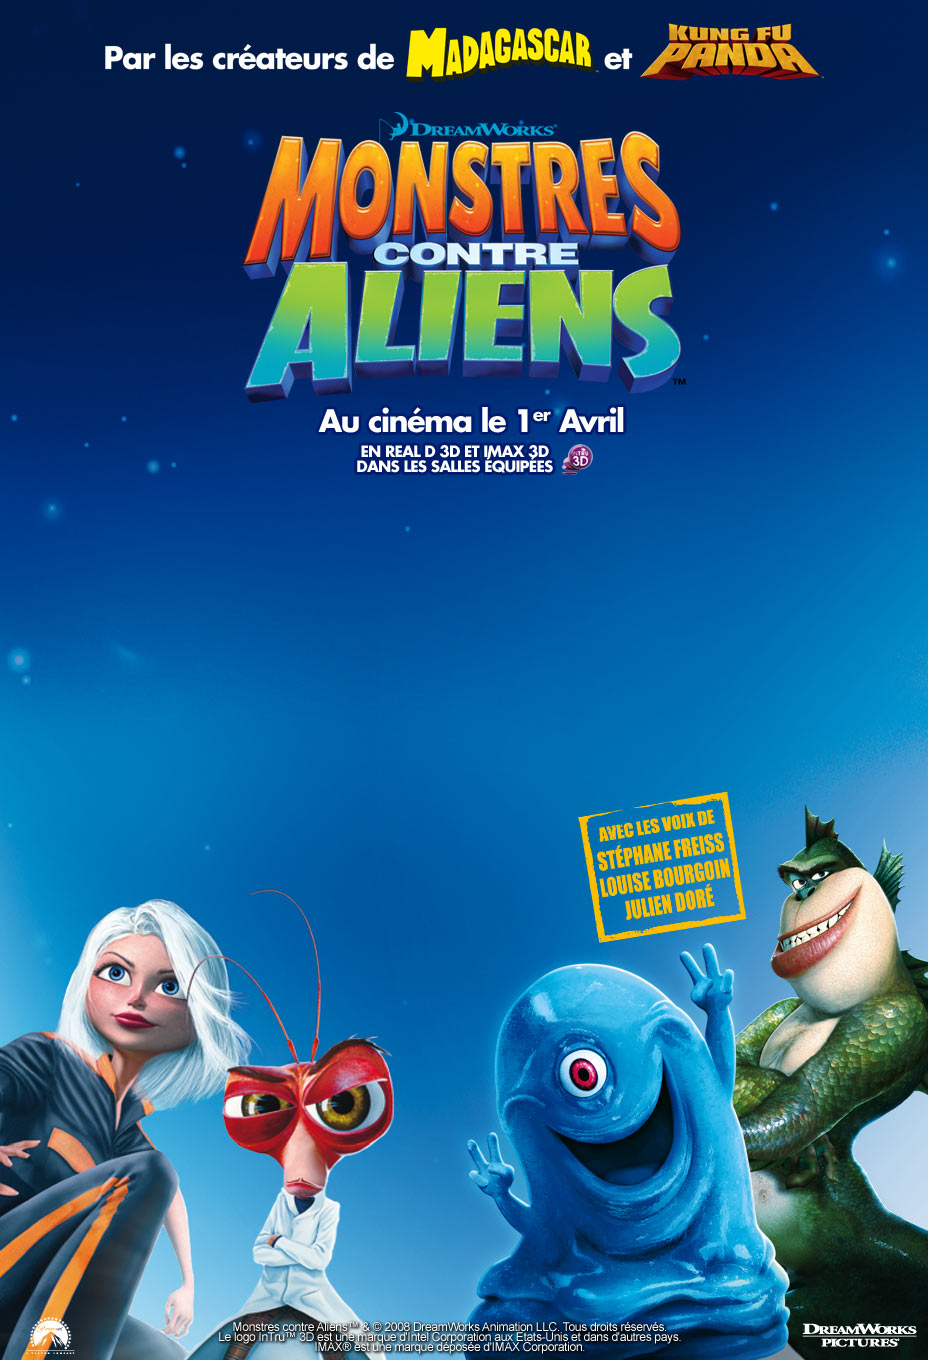 Par les créateurs de MADAGASCAR et KUNG FU PANDA
DREAMWORKS
MONSTRES
CONTRE
ALIENS™
Au cinéma le 1er Avril
EN REAL D 3D ET IMAX 3D
DANS LES SALLES ÉQUIPÉES
INTRU 3D
AVEC LES VOIX DE
STÉPHANE FREISS
LOUISE BOURGOIN
JULIEN DORÉ
Monstres contre Aliens™ & © 2008 DreamWorks Animation LLC. Tous droits réservés.
Le logo InTru™ 3D est une marque d'Intel Corporation aux Etats-Unis et dans d'autres pays.
IMAX® est une marque déposée d'IMAX Corporation.
DREAMWORKS
PICTURES®